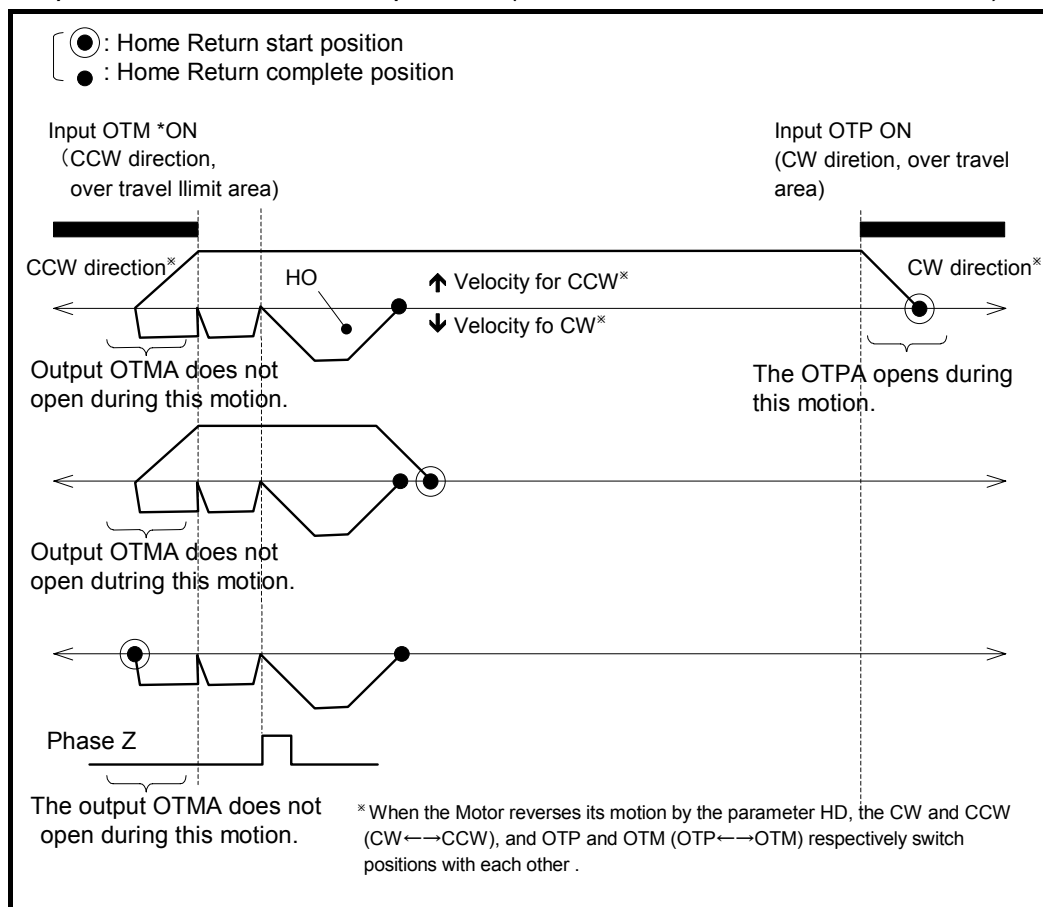 : Home Return start position
: Home Return complete position
Input OTM *ON
（CCW direction,
over travel llimit area)
Input OTP ON
(CW diretion, over travel
area)
CCW direction※
HO
↑ Velocity for CCW※
↓ Velocity fo CW※
CW direction※
Output OTMA does not
open during this motion.
The OTPA opens during
this motion.
Output OTMA does not
open dutring this motion.
Phase Z
The output OTMA does not
open during this motion.
※ When the Motor reverses its motion by the parameter HD, the CW and CCW
(CW←→CCW), and OTP and OTM (OTP←→OTM) respectively switch
positions with each other .